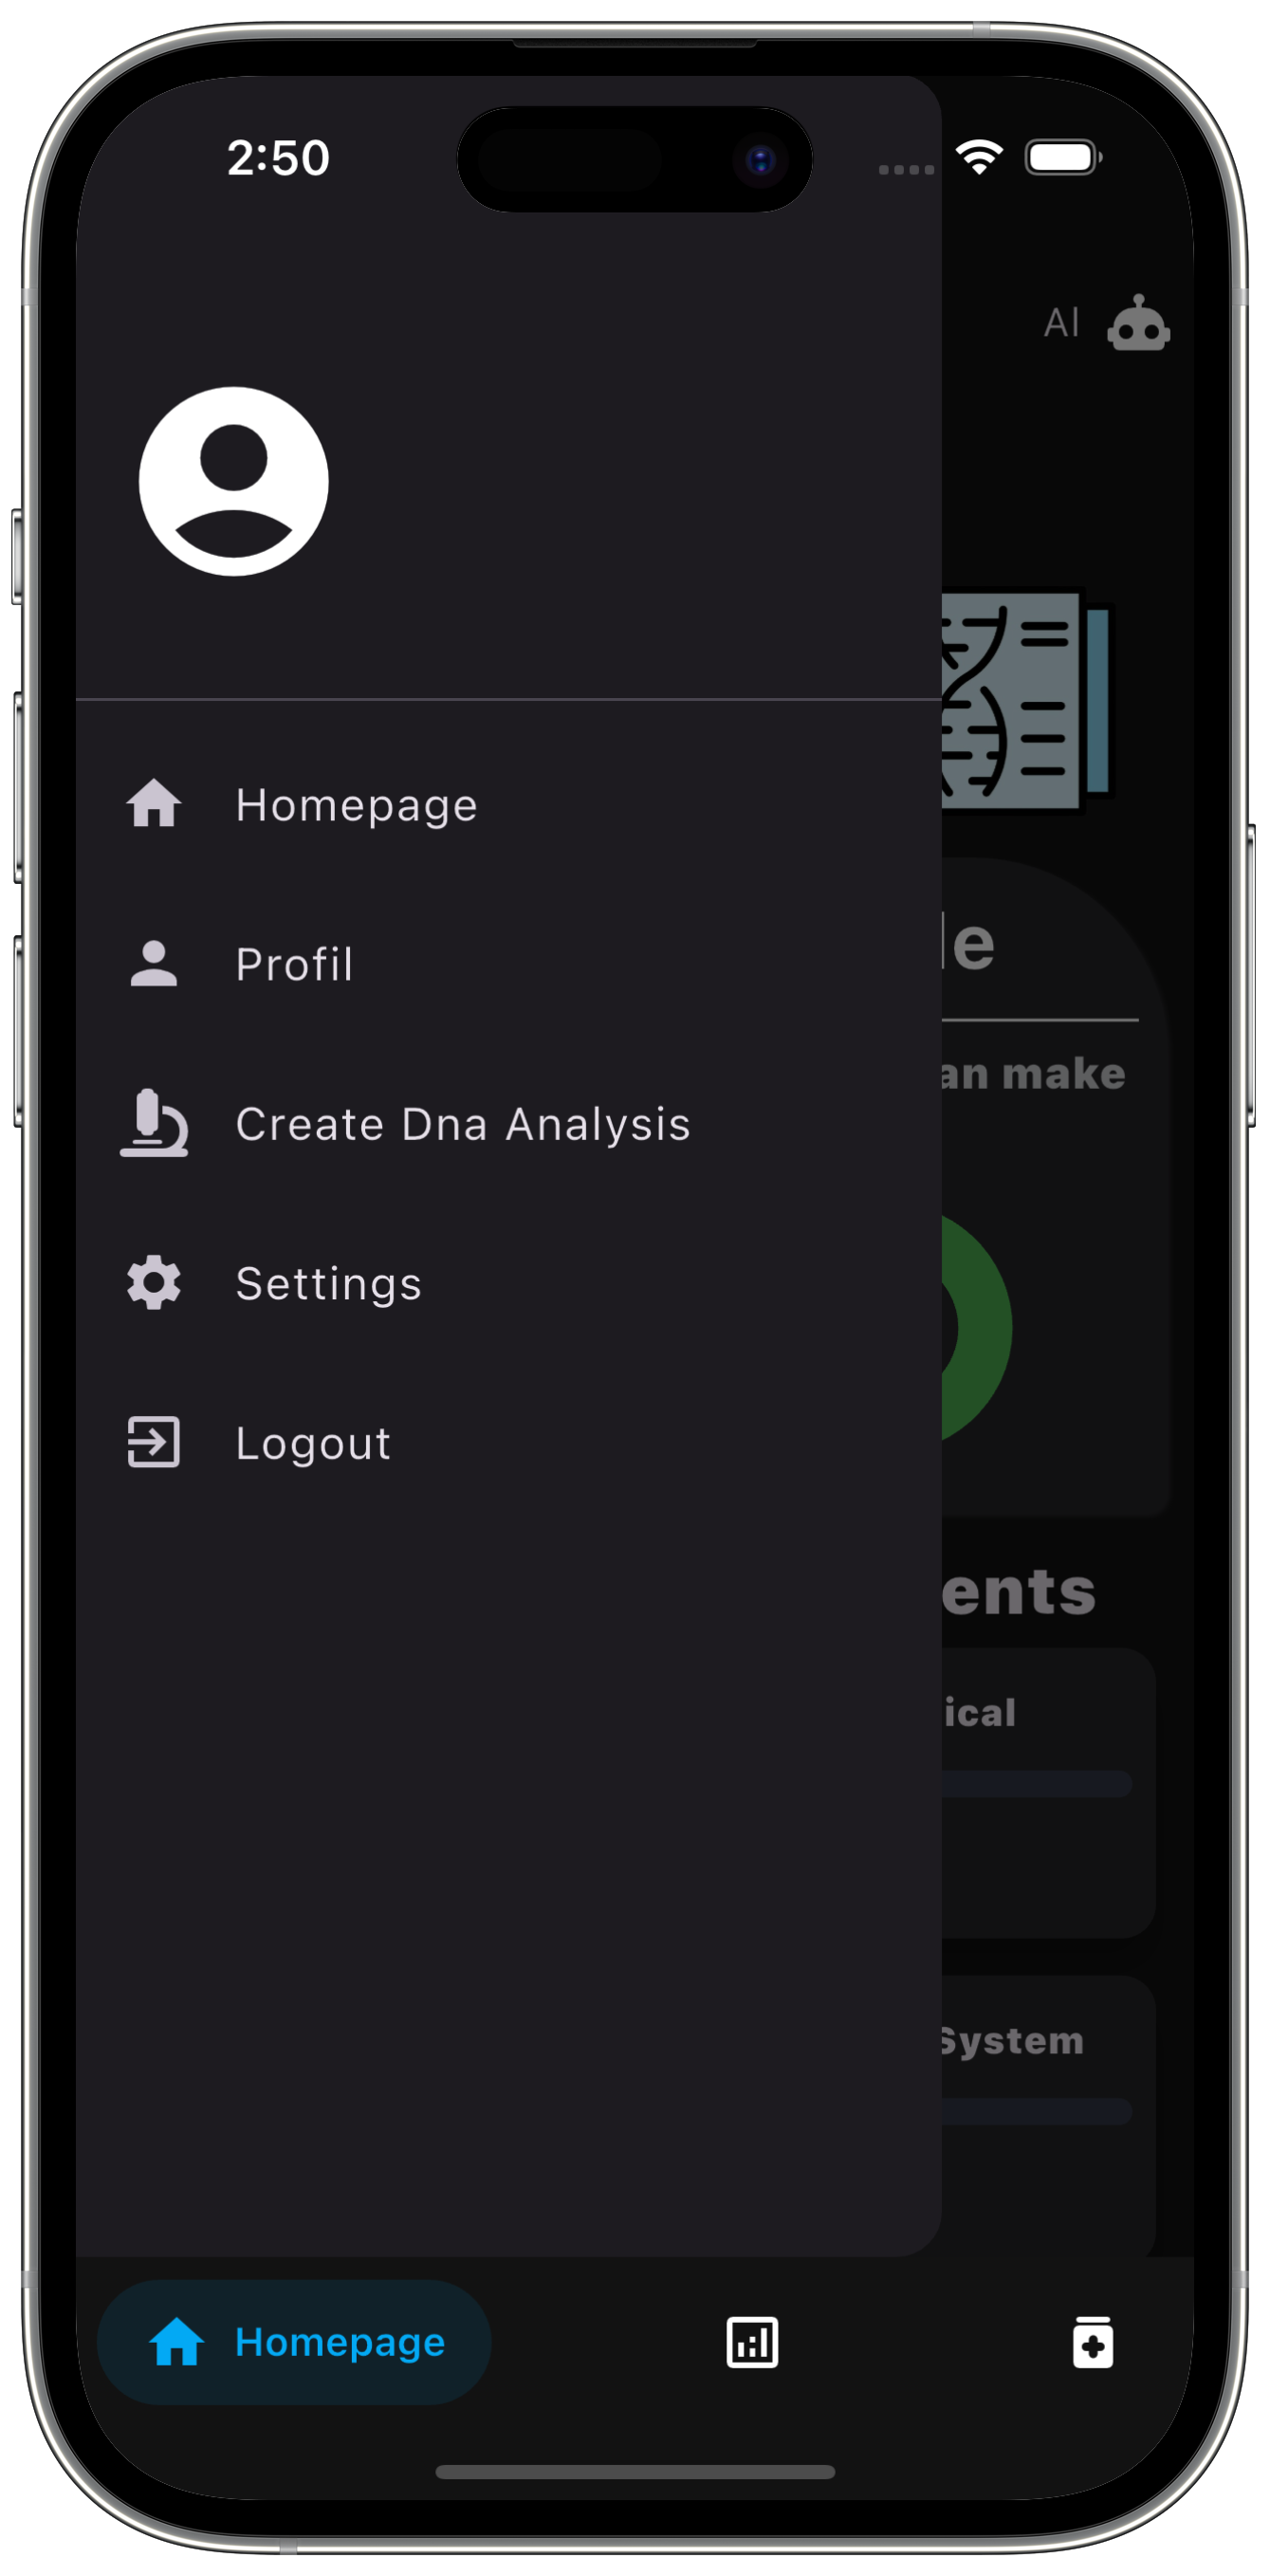 2:50
AI
Homepage
Profil
Create Dna Analysis
Settings
Logout
le
an make
ents
ical
System
Homepage